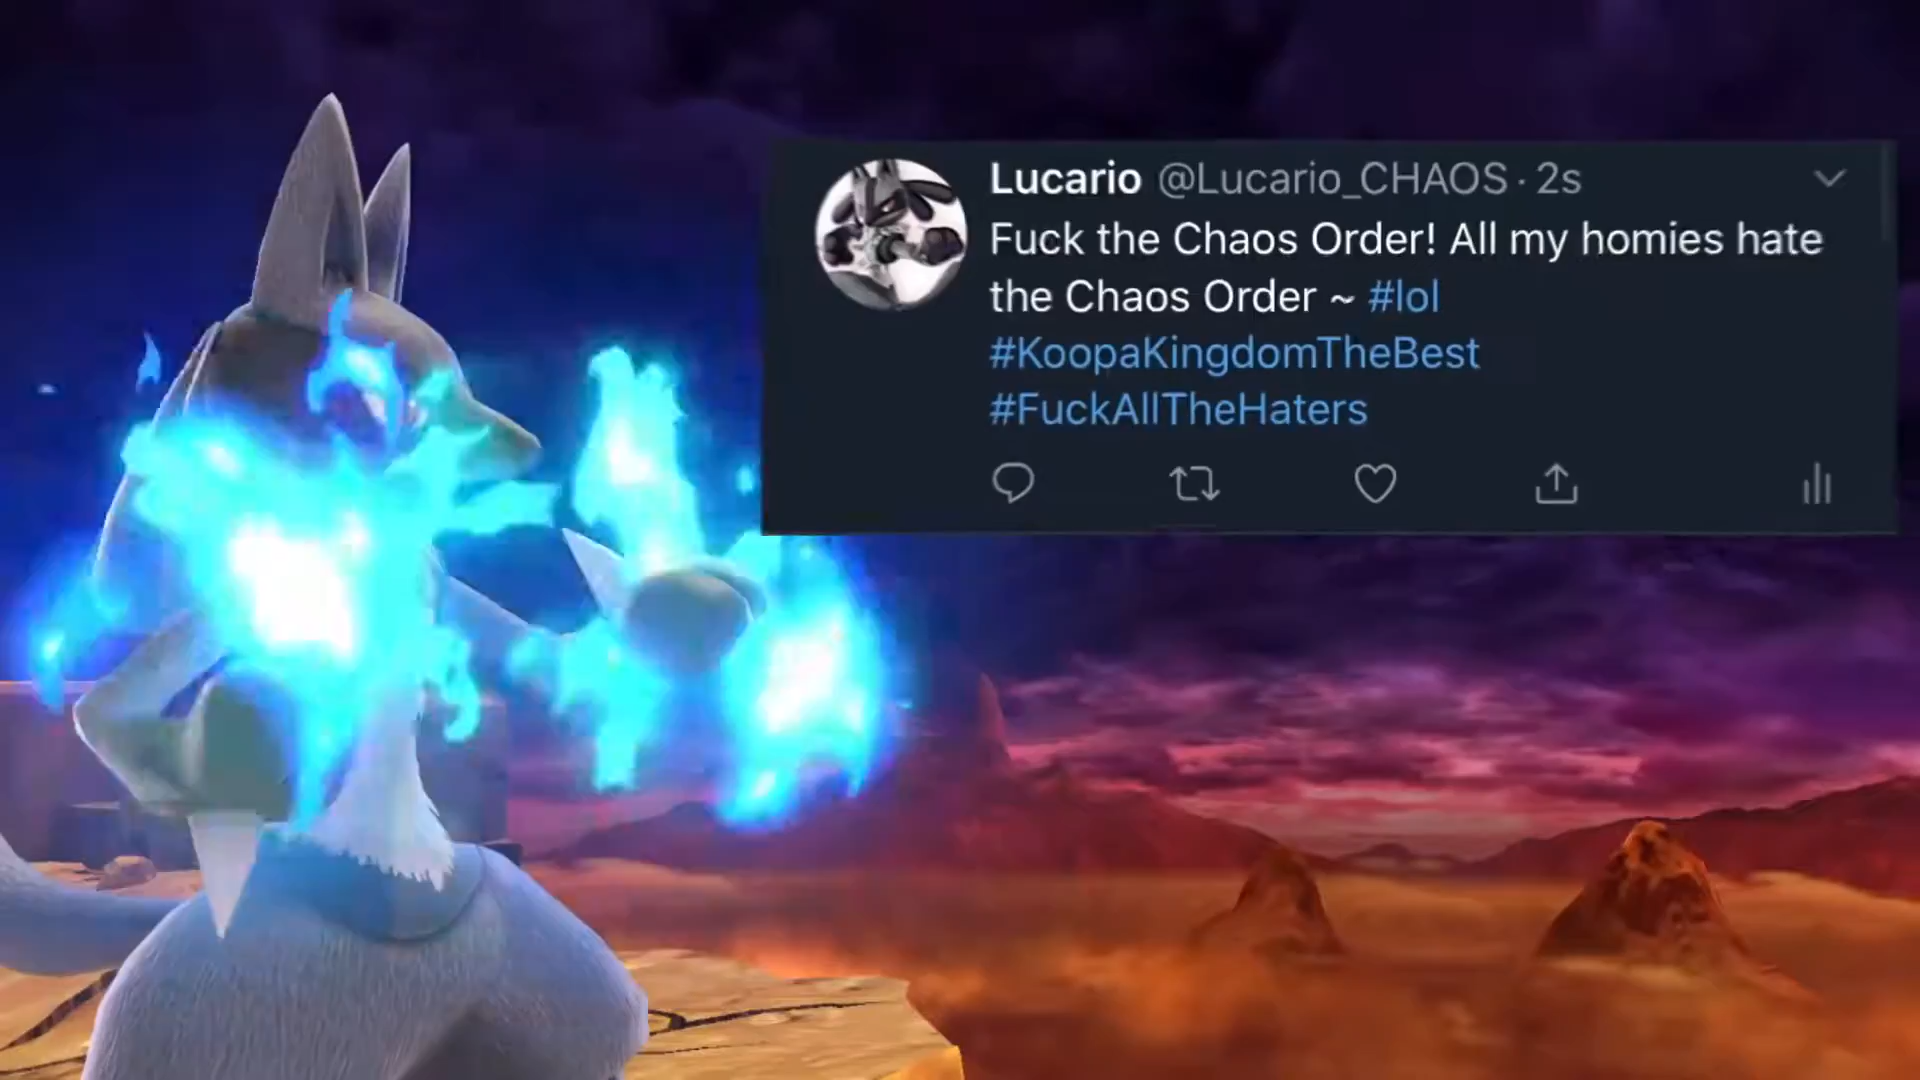 Lucario @Lucario_CHAOS · 2s
Fuck the Chaos Order! All my homies hate
the Chaos Order ~ #lol
#KoopaKingdomTheBest
#FuckAllTheHaters